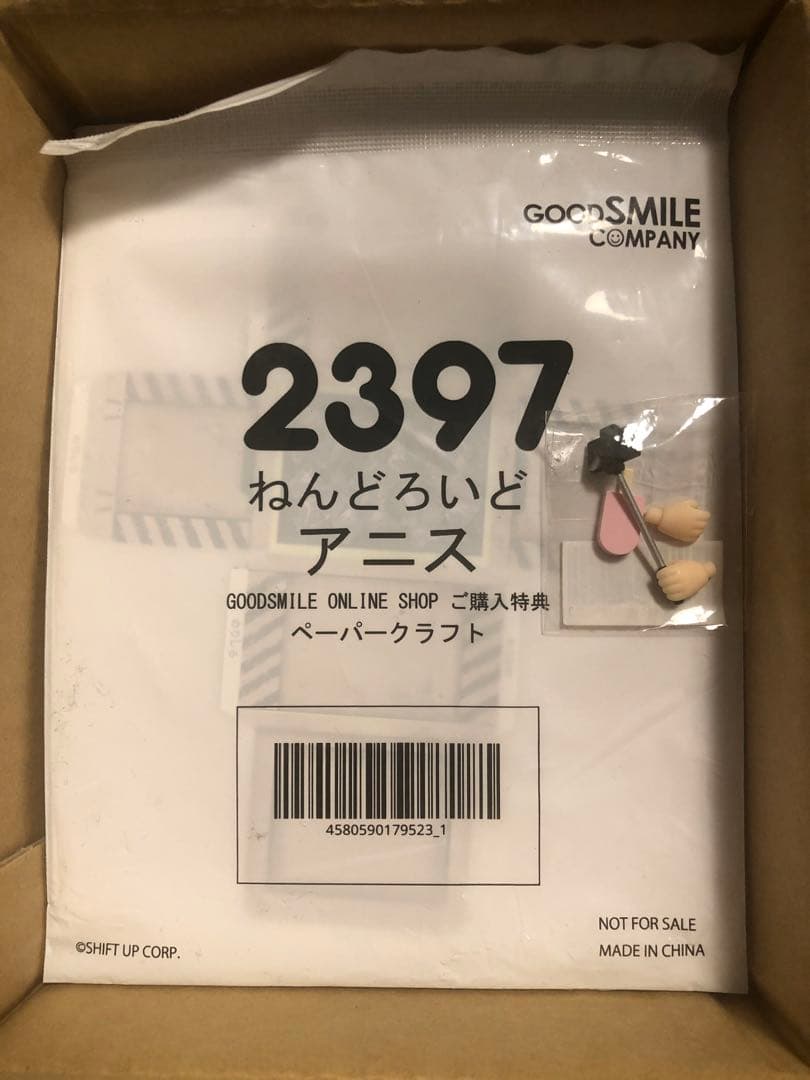 GOODSMILE
COMPANY
2397
ねんどろいど
アニス
GOODSMILE ONLINE SHOP ご購入特典
ペーパークラフト
4580590179523_1
NOT FOR SALE
©SHIFT UP CORP.
MADE IN CHINA